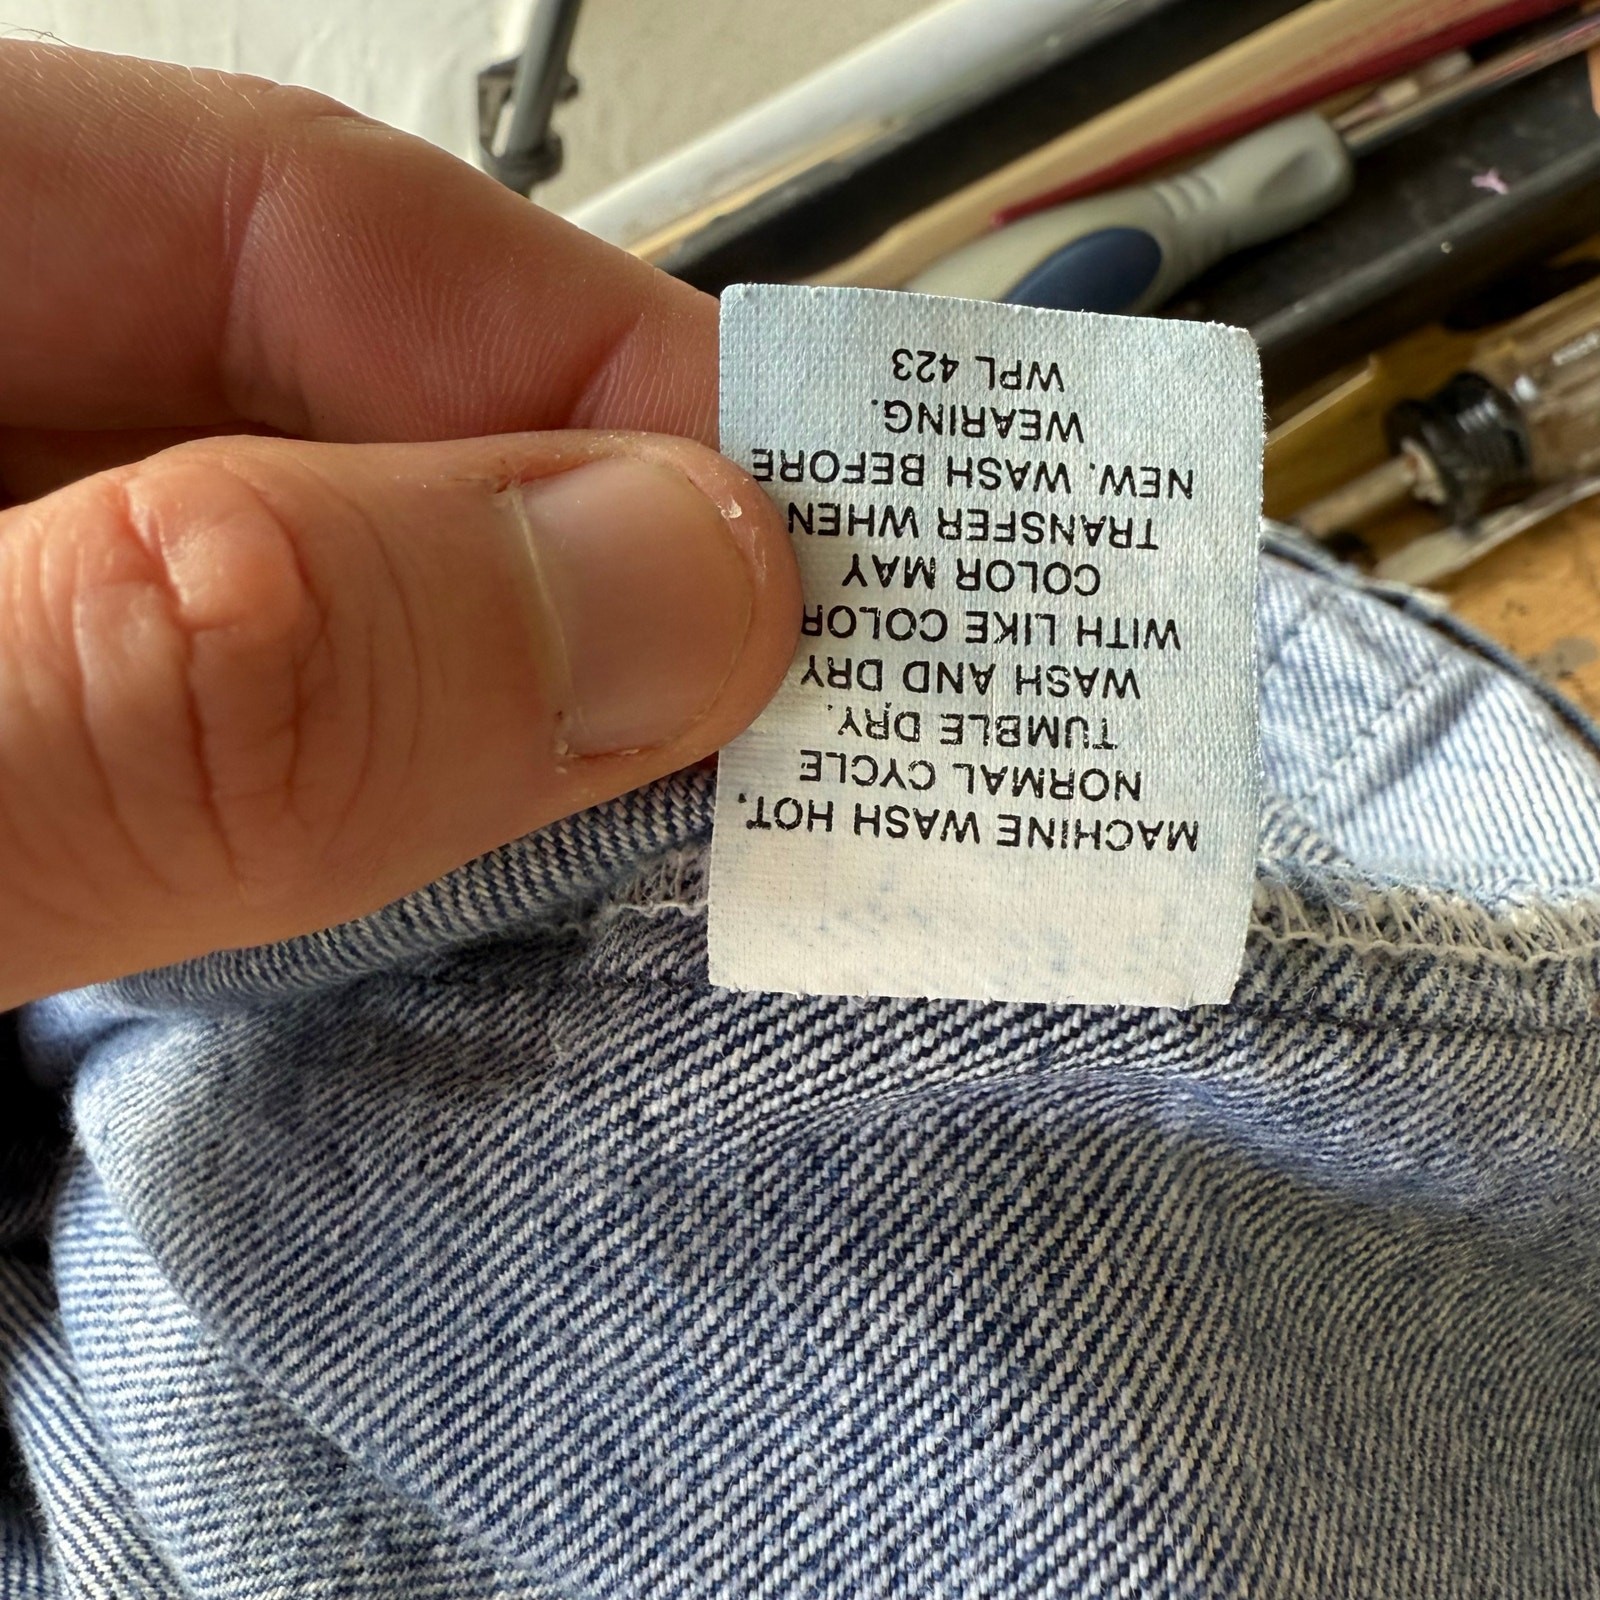 MACHINE WASH HOT.
NORMAL CYCLE
TUMBLE DRY.
WASH AND DRY
WITH LIKE COLOR
COLOR MAY
TRANSFER WHEN
NEW. WASH BEFORE
WEARING.
WPL 423